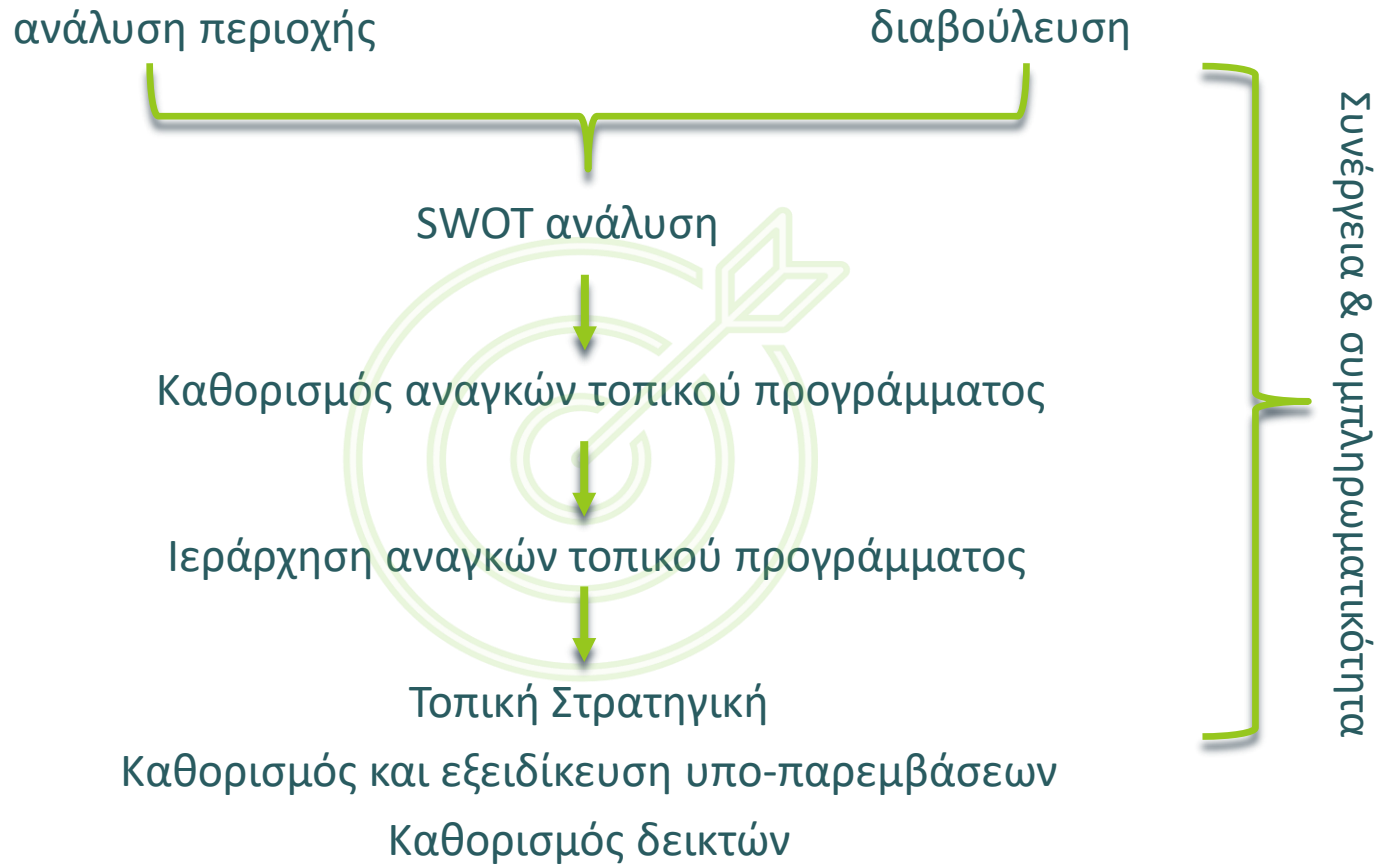 ανάλυση περιοχής
διαβούλευση
SWOT ανάλυση
Καθορισμός αναγκών τοπικού προγράμματος
Ιεράρχηση αναγκών τοπικού προγράμματος
Τοπική Στρατηγική
Καθορισμός και εξειδίκευση υπο-παρεμβάσεων
Καθορισμός δεικτών
Συνέργεια & συμπληρωματικότητα